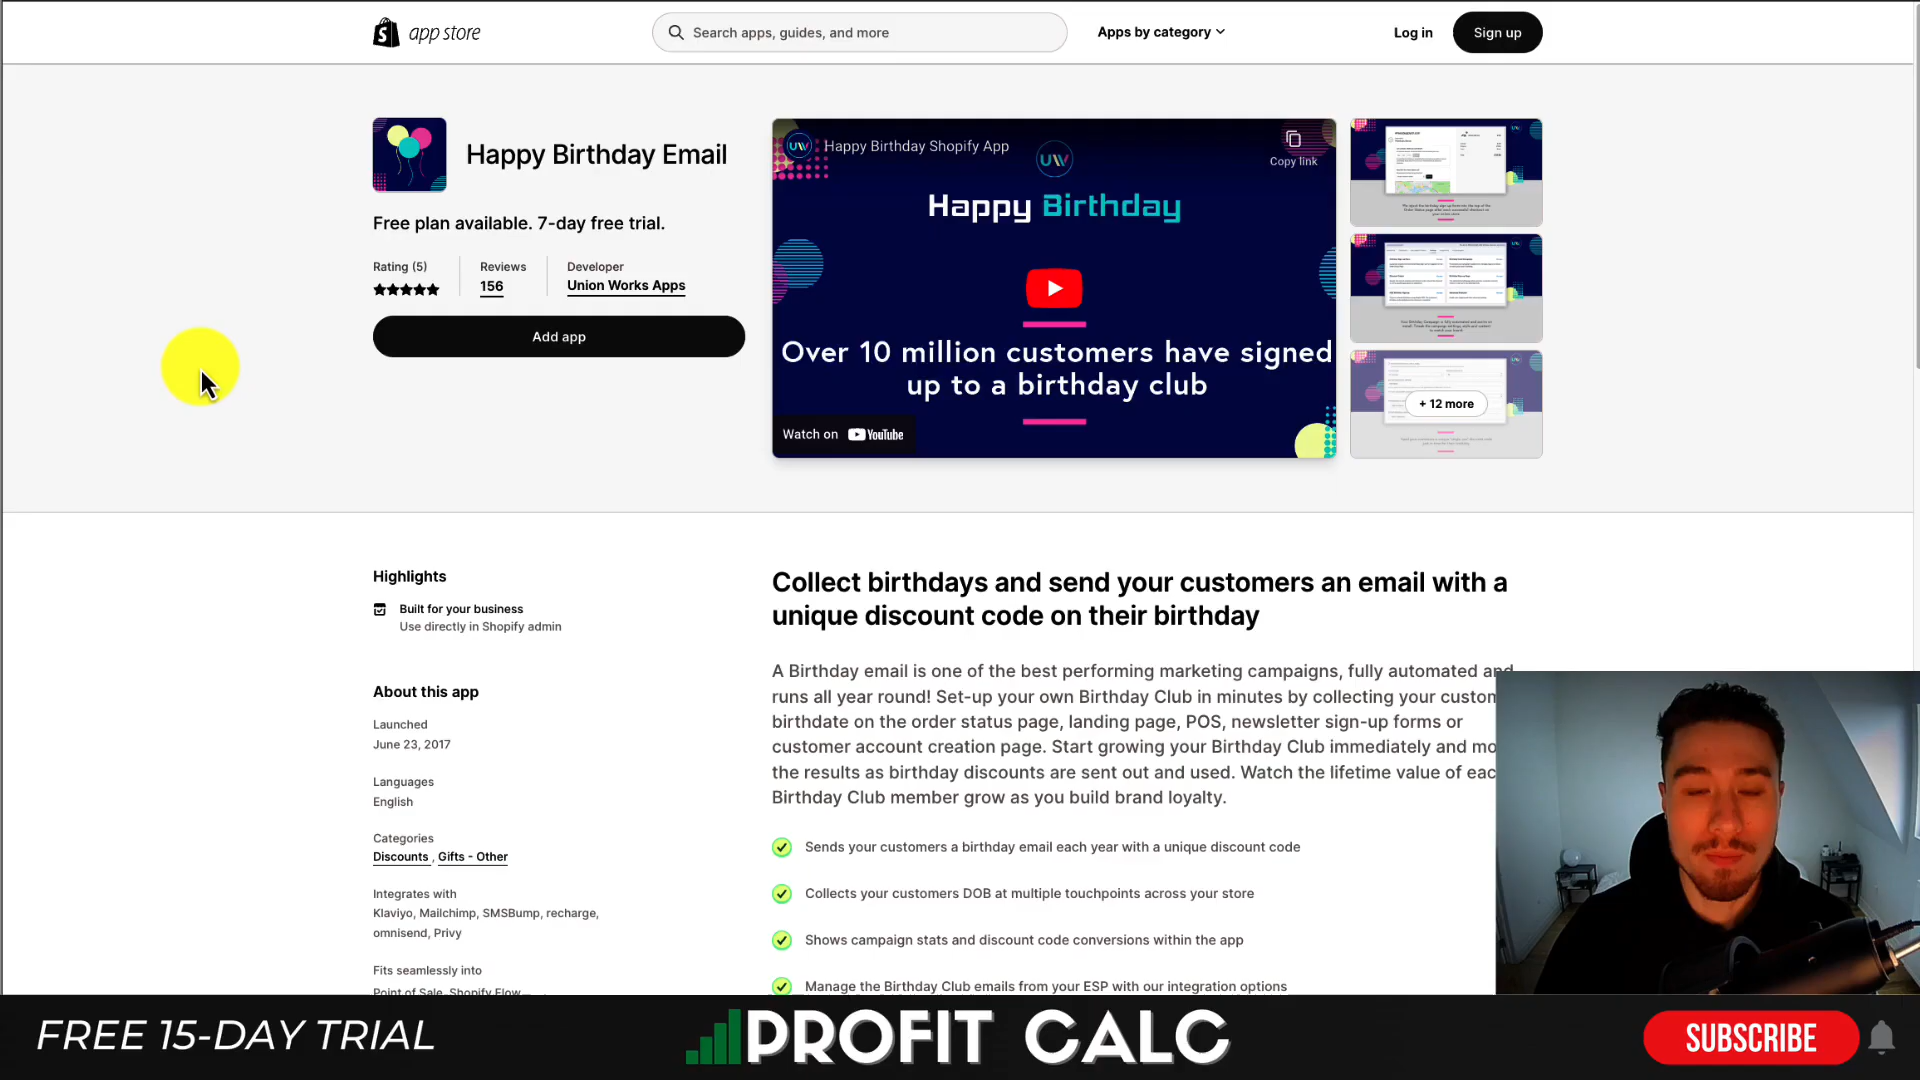 app store
Search apps, guides, and more
Apps by category
Log in
Sign up
Happy Birthday Email
Free plan available. 7-day free trial.
Rating (5)
Reviews
156
Developer
Union Works Apps
Add app
UW
Happy Birthday Shopify App
Copy link
UW
Happy Birthday
Over 10 million customers have signed
up to a birthday club
Watch on YouTube
+ 12 more
Highlights
Built for your business
Use directly in Shopify admin
About this app
Launched
June 23, 2017
Languages
English
Categories
Discounts , Gifts - Other
Integrates with
Klaviyo, Mailchimp, SMSBump, recharge,
omnisend, Privy
Fits seamlessly into
Point of Sale, Shopify Flow
Collect birthdays and send your customers an email with a
unique discount code on their birthday
A Birthday email is one of the best performing marketing campaigns, fully automated and
runs all year round! Set-up your own Birthday Club in minutes by collecting your custom
birthdate on the order status page, landing page, POS, newsletter sign-up forms or
customer account creation page. Start growing your Birthday Club immediately and mo
the results as birthday discounts are sent out and used. Watch the lifetime value of eac
Birthday Club member grow as you build brand loyalty.
Sends your customers a birthday email each year with a unique discount code
Collects your customers DOB at multiple touchpoints across your store
Shows campaign stats and discount code conversions within the app
Manage the Birthday Club emails from your ESP with our integration options
FREE 15-DAY TRIAL
PROFIT CALC
SUBSCRIBE